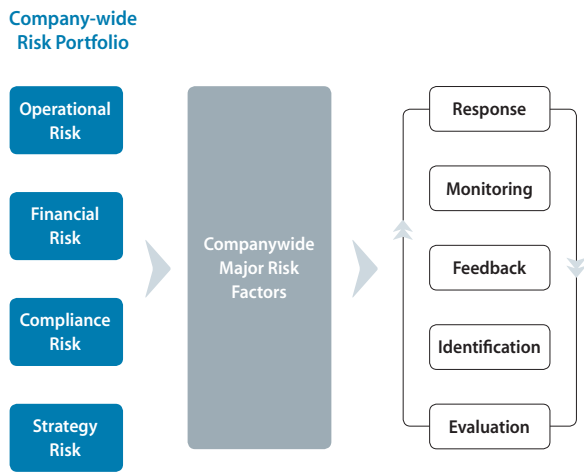 Company-wide
Risk Portfolio
Operational
Risk
Financial
Risk
Compliance
Risk
Strategy
Risk
Companywide
Major Risk
Factors
Response
Monitoring
Feedback
Identification
Evaluation